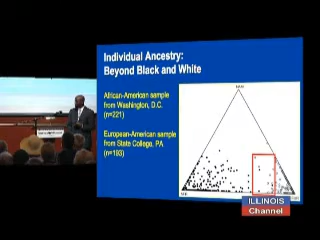 Individual Ancestry:
Beyond Black and White
African-American sample
from Washington, D.C.
(n=221)
European-American sample
from State College, PA
(n=193)
ILLINOIS
Channel